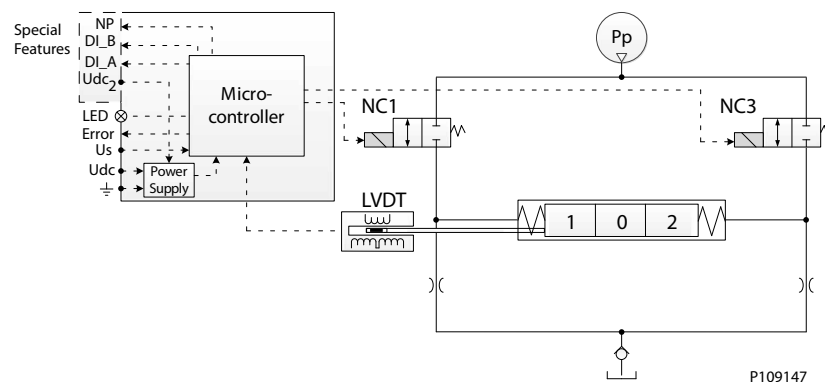 Special
Features
NP
DI_B
DI_A
Udc2
LED
Error
Us
Udc
Micro-
controller
Power
Supply
Pp
NC1
NC3
LVDT
1 0 2
P109147